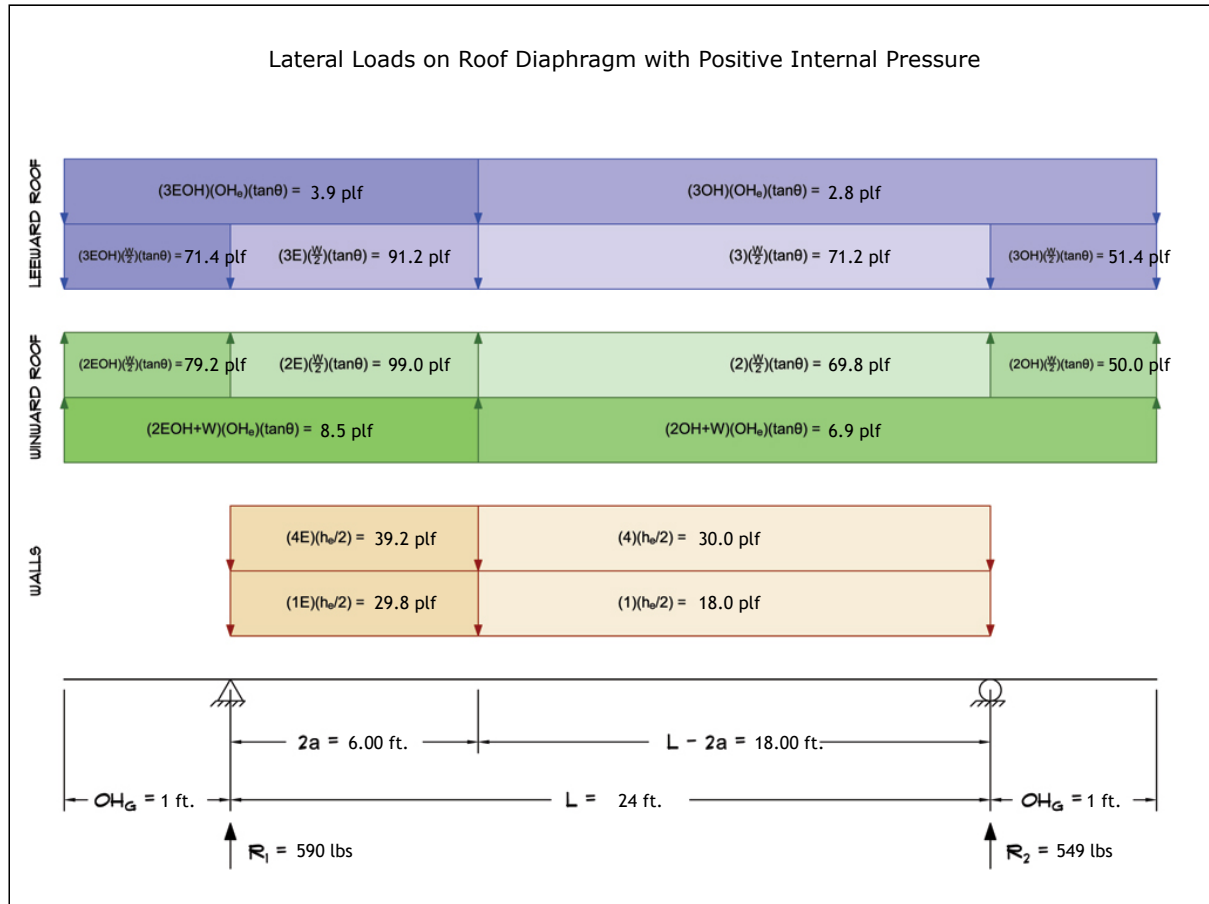 Lateral Loads on Roof Diaphragm with Positive Internal Pressure
LEEWARD ROOF
(3EOH)(OHₑ)(tanθ) = 3.9 plf
(3OH)(OHₑ)(tanθ) = 2.8 plf
(3EOH)(W/2)(tanθ) = 71.4 plf
(3E)(W/2)(tanθ) = 91.2 plf
(3)(W/2)(tanθ) = 71.2 plf
(3OH)(W/2)(tanθ) = 51.4 plf
WINWARD ROOF
(2EOH)(W/2)(tanθ) = 79.2 plf
(2E)(W/2)(tanθ) = 99.0 plf
(2)(W/2)(tanθ) = 69.8 plf
(2OH)(W/2)(tanθ) = 50.0 plf
(2EOH+W)(OHₑ)(tanθ) = 8.5 plf
(2OH+W)(OHₑ)(tanθ) = 6.9 plf
WALLS
(4E)(hₑ/2) = 39.2 plf
(4)(hₑ/2) = 30.0 plf
(1E)(hₑ/2) = 29.8 plf
(1)(hₑ/2) = 18.0 plf
2a = 6.00 ft.
L - 2a = 18.00 ft.
OH_G = 1 ft.
L = 24 ft.
OH_G = 1 ft.
R₁ = 590 lbs
R₂ = 549 lbs